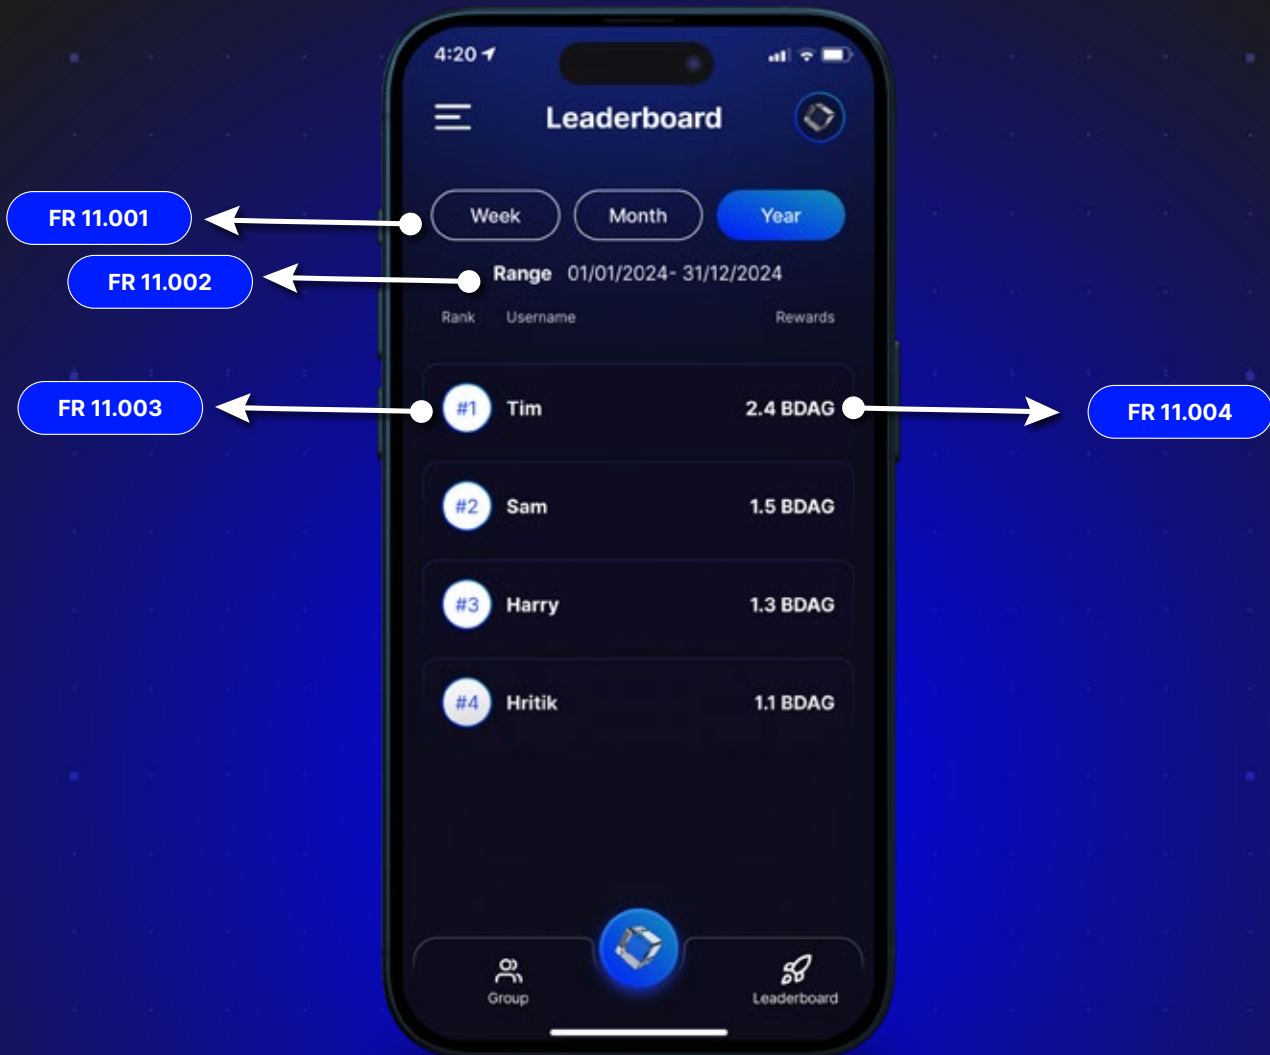 4:20
Leaderboard
FR 11.001
Week
Month
Year
FR 11.002
Range 01/01/2024- 31/12/2024
Rank Username Rewards
FR 11.003
#1 Tim 2.4 BDAG
FR 11.004
#2 Sam 1.5 BDAG
#3 Harry 1.3 BDAG
#4 Hritik 1.1 BDAG
Group
Leaderboard